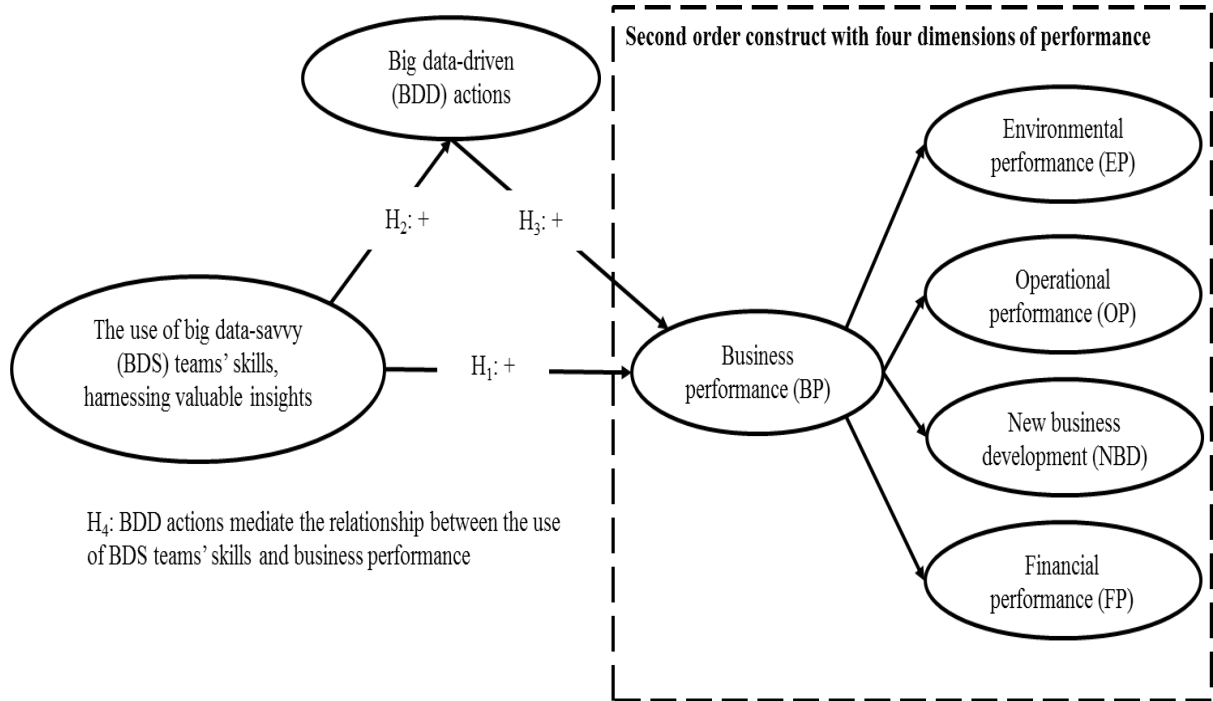 Second order construct with four dimensions of performance
Big data-driven
(BDD) actions
Environmental
performance (EP)
H₂: +
H₃: +
Operational
performance (OP)
The use of big data-savvy
(BDS) teams’ skills,
harnessing valuable insights
H₁: +
Business
performance (BP)
New business
development (NBD)
H₄: BDD actions mediate the relationship between the use
of BDS teams’ skills and business performance
Financial
performance (FP)